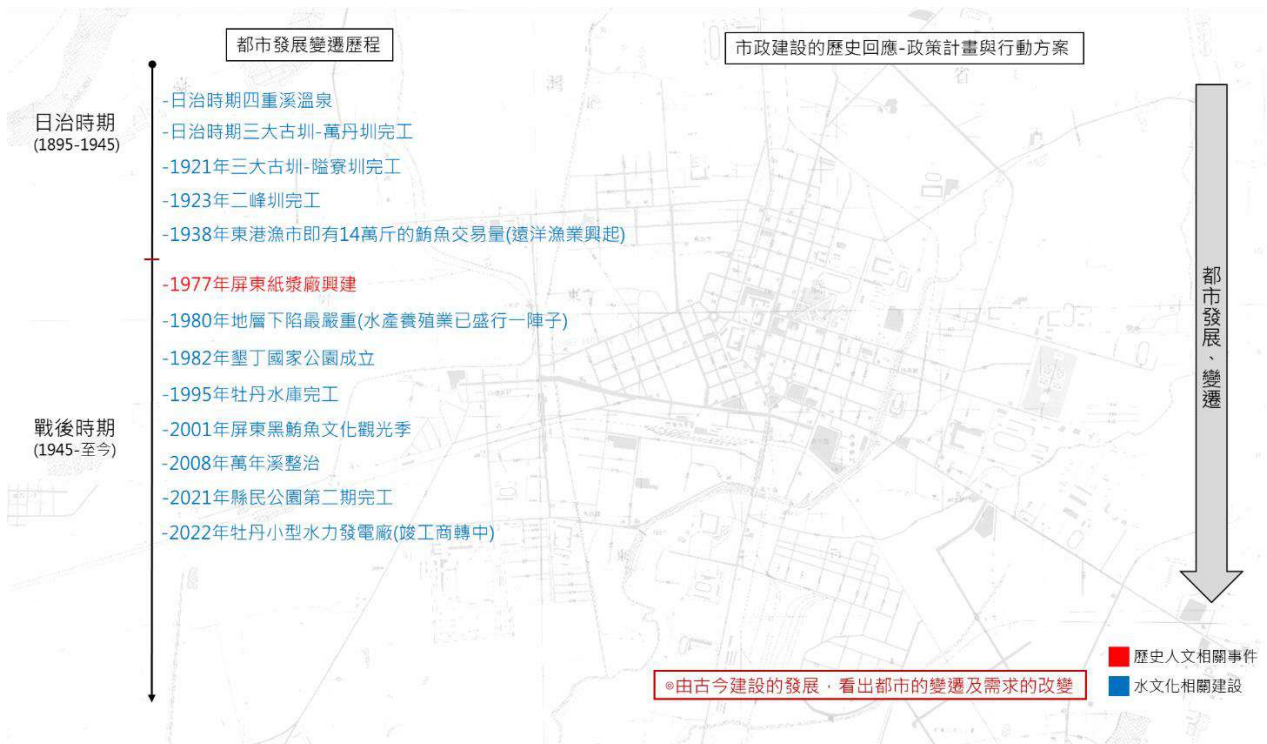 都市發展變遷歷程
市政建設的歷史回應-政策計畫與行動方案
日治時期
(1895-1945)
-日治時期四重溪溫泉
-日治時期三大古圳-萬丹圳完工
-1921年三大古圳-隘寮圳完工
-1923年二峰圳完工
-1938年東港漁市即有14萬斤的鮪魚交易量(遠洋漁業興起)
-1977年屏東紙漿廠興建
-1980年地層下陷最嚴重(水產養殖業已盛行一陣子)
-1982年墾丁國家公園成立
-1995年牡丹水庫完工
戰後時期
(1945-至今)
-2001年屏東黑鮪魚文化觀光季
-2008年萬年溪整治
-2021年縣民公園第二期完工
-2022年牡丹小型水力發電廠(竣工商轉中)
都市發展、變遷
歷史人文相關事件
水文化相關建設
◎由古今建設的發展，看出都市的變遷及需求的改變